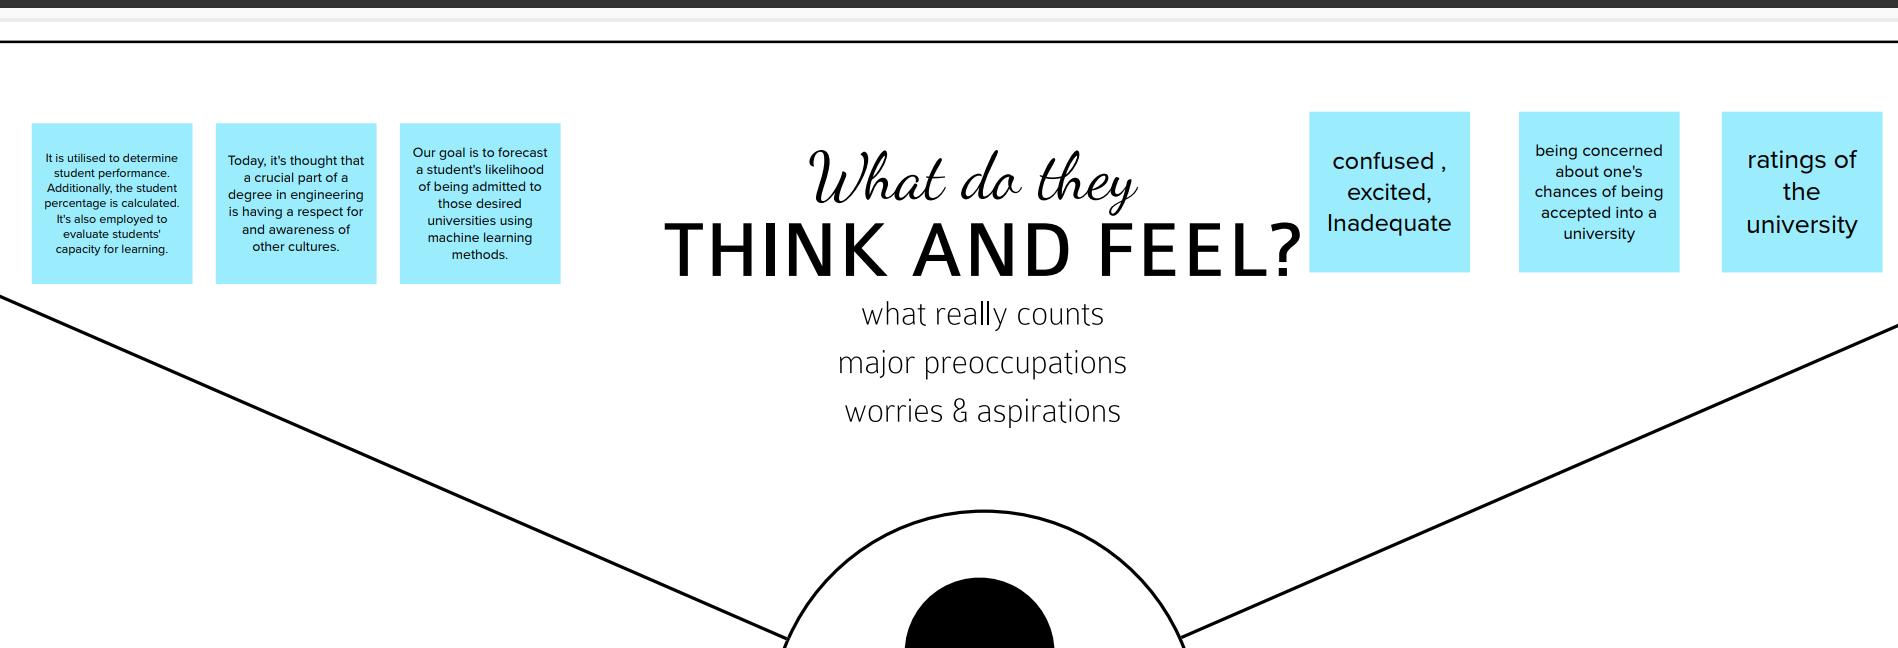 It is utilised to determine
student performance.
Additionally, the student
percentage is calculated.
It's also employed to
evaluate students'
capacity for learning.
Today, it's thought that
a crucial part of a
degree in engineering
is having a respect for
and awareness of
other cultures.
Our goal is to forecast
a student's likelihood
of being admitted to
those desired
universities using
machine learning
methods.
What do they
THINK AND FEEL?
what really counts
major preoccupations
worries & aspirations
confused ,
excited,
Inadequate
being concerned
about one's
chances of being
accepted into a
university
ratings of
the
university